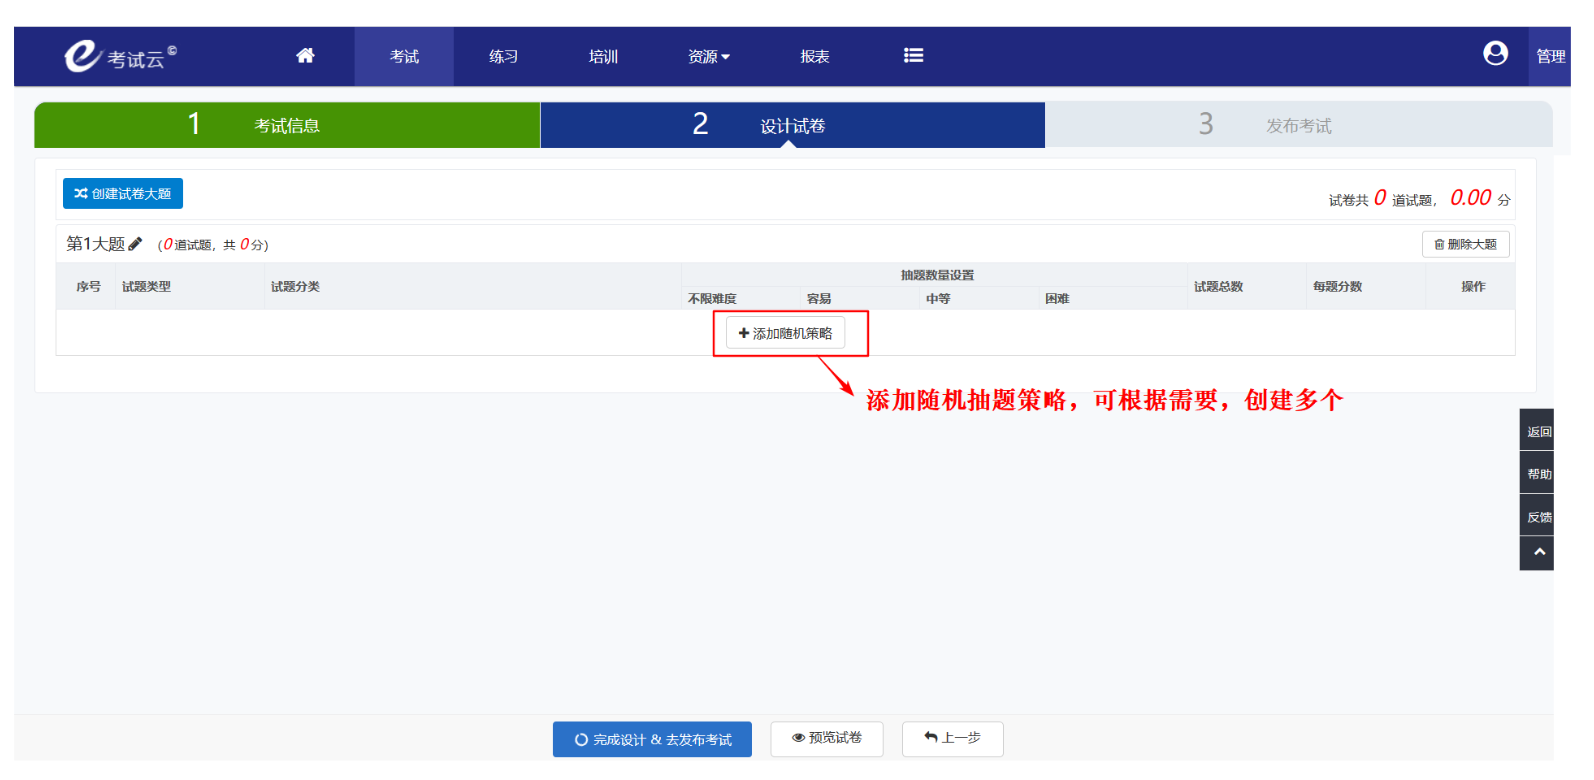 考试云©
考试
练习
培训
资源
报表
管理
1 考试信息
2 设计试卷
3 发布考试
创建试卷大题
试卷共 0 道试题， 0.00 分
第1大题 （0道试题，共 0分）
删除大题
序号 试题类型 试题分类 抽题数量设置 试题总数 每题分数 操作
不限难度 容易 中等 困难
添加随机策略
添加随机抽题策略，可根据需要，创建多个
返回
帮助
反馈
完成设计 & 去发布考试
预览试卷
上一步